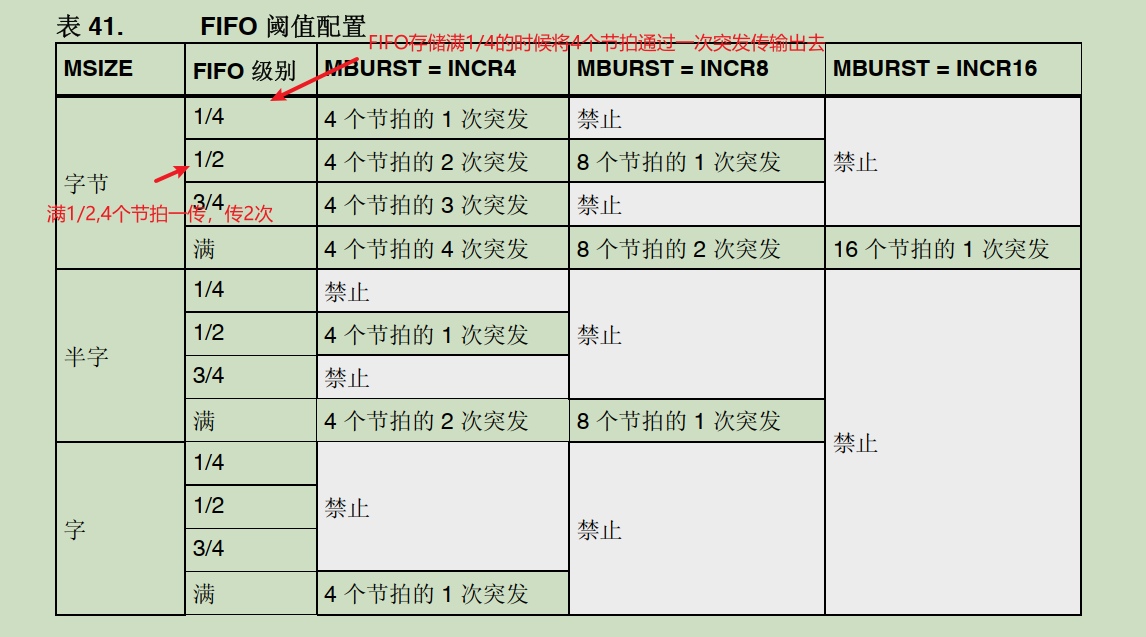 表 41. FIFO 阈值配置
FIFO存储满1/4的时候将4个节拍通过一次突发传输出去
MSIZE FIFO 级别 MBURST = INCR4 MBURST = INCR8 MBURST = INCR16
字节 1/4 4 个节拍的 1 次突发 禁止 禁止
1/2 4 个节拍的 2 次突发 8 个节拍的 1 次突发
3/4 4 个节拍的 3 次突发 禁止
满1/2,4个节拍一传，传2次
满 4 个节拍的 4 次突发 8 个节拍的 2 次突发 16 个节拍的 1 次突发
半字 1/4 禁止 禁止 禁止
1/2 4 个节拍的 1 次突发
3/4 禁止
满 4 个节拍的 2 次突发 8 个节拍的 1 次突发
字 1/4 禁止 禁止
1/2
3/4
满 4 个节拍的 1 次突发